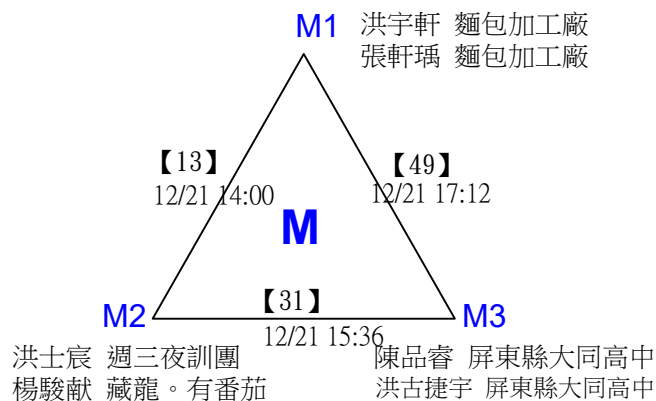 M1 洪宇軒 麵包加工廠
張軒瑀 麵包加工廠
【13】 【49】
12/21 14:00 12/21 17:12
M
【31】
M2 M3
12/21 15:36
洪士宸 週三夜訓團 陳品睿 屏東縣大同高中
楊駿献 藏龍。有番茄 洪古捷宇 屏東縣大同高中